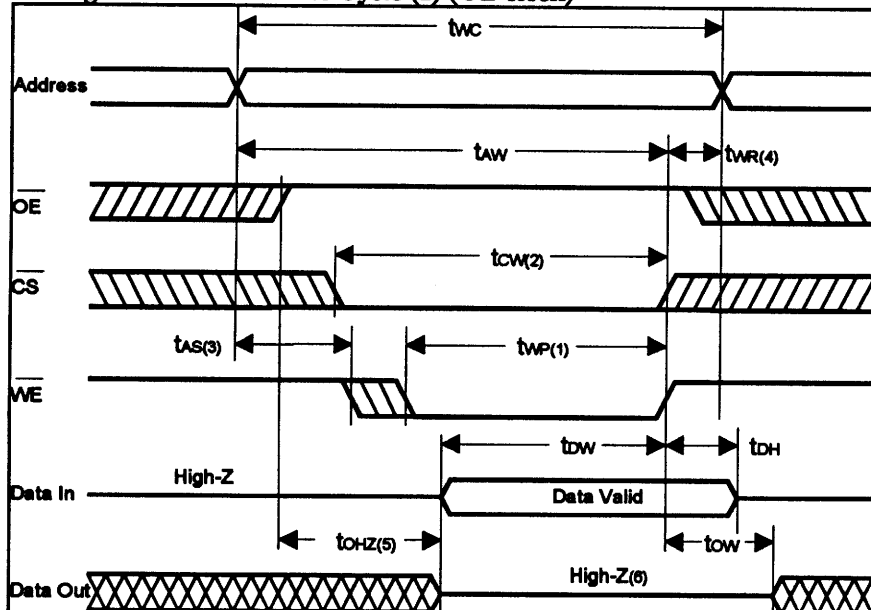 tWC
Address
tAW
tWR(4)
OE
tCW(2)
CS
tAS(3)
tWP(1)
WE
tDW
tDH
High-Z
Data In
Data Valid
tOHZ(5)
tOW
High-Z(6)
Data Out